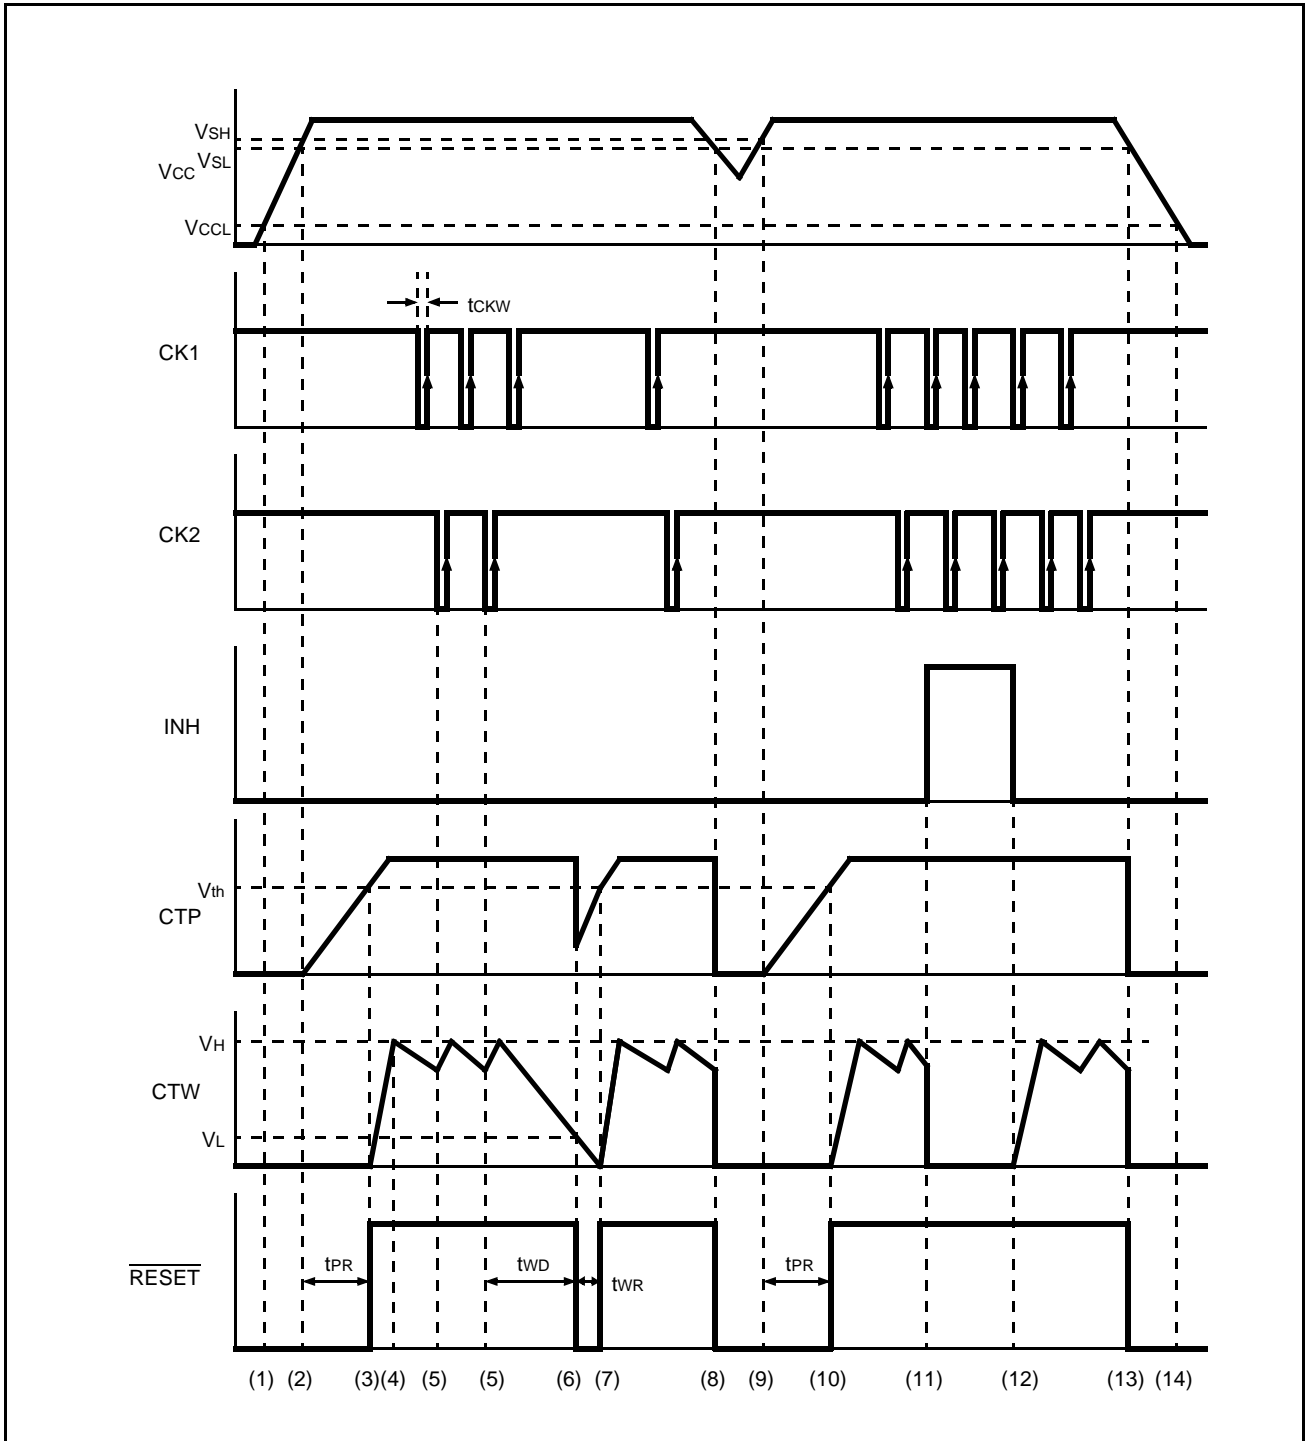 VSH
VSL
VCC
VCCL
tCKW
CK1
CK2
INH
Vth
CTP
VH
CTW
VL
tPR
tWD
tWR
tPR
RESET
(1) (2) (3) (4) (5) (5) (6) (7) (8) (9) (10) (11) (12) (13) (14)